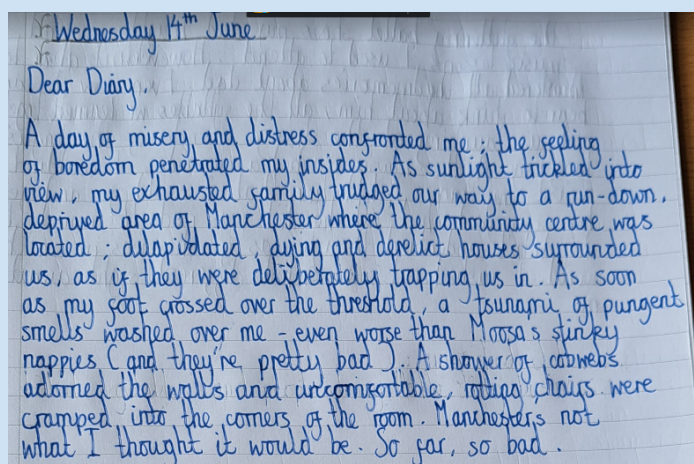 Wednesday 14th June
Dear Diary,
A day of misery and distress confronted me; the feeling
of boredom penetrated my insides. As sunlight trickled into
view, my exhausted family trudged our way to a run-down,
deprived area of Manchester where the community centre was
located; dilapidated, dying and derelict houses surrounded
us, as if they were deliberately trapping us in. As soon
as my foot crossed over the threshold, a tsunami of pungent
smells washed over me - even worse than Moosa's stinky
nappies (and they're pretty bad). A shower of cobwebs
adorned the walls and uncomfortable, rotting chairs were
cramped into the corners of the room. Manchester's not
what I thought it would be. So far, so bad.